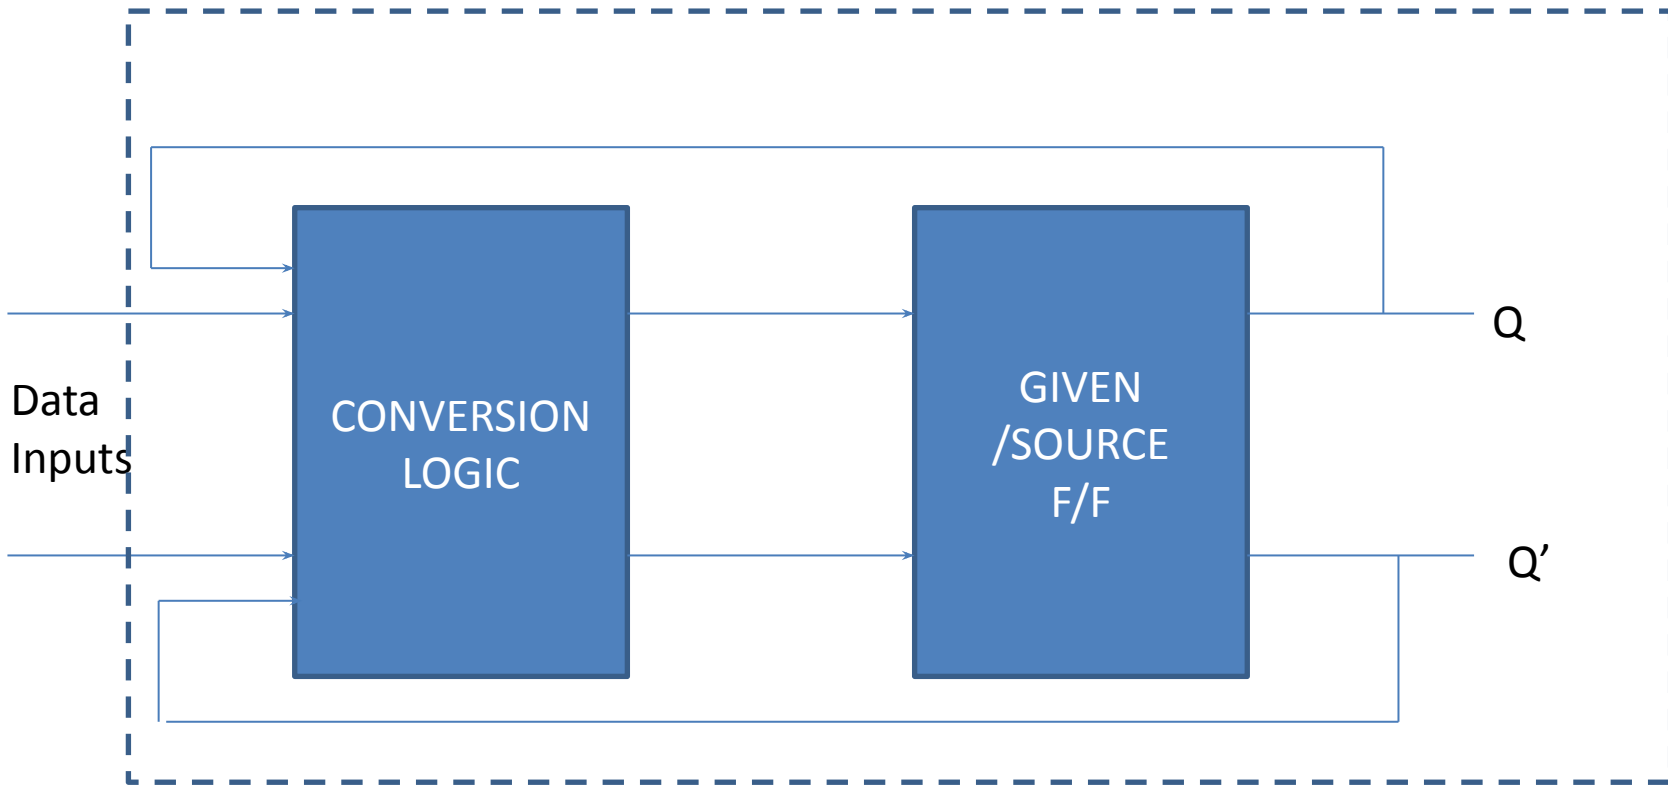 Data
Inputs
CONVERSION
LOGIC
GIVEN
/SOURCE
F/F
Q
Q’